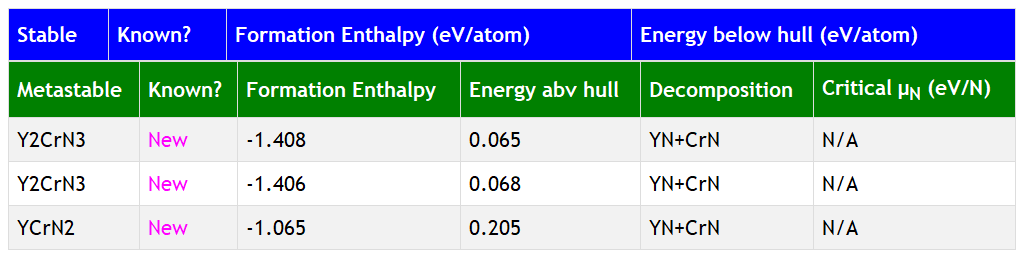 Stable Known? Formation Enthalpy (eV/atom) Energy below hull (eV/atom)
Metastable Known? Formation Enthalpy Energy abv hull Decomposition Critical μN (eV/N)
Y2CrN3 New -1.408 0.065 YN+CrN N/A
Y2CrN3 New -1.406 0.068 YN+CrN N/A
YCrN2 New -1.065 0.205 YN+CrN N/A